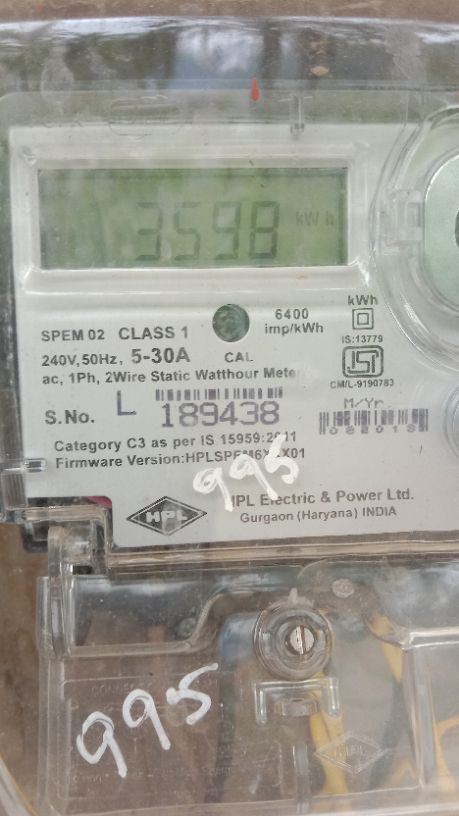 3598 kWh
6400
imp/kWh
kWh
SPEM 02 CLASS 1
IS:13779
240V, 50Hz, 5-30A CAL
ac, 1Ph, 2Wire Static Watthour Meter
CM/L-9190783
M/Yr.
S.No. L 189438
Category C3 as per IS 15959:2011
Firmware Version:
995
HPL
HPL Electric & Power Ltd.
Gurgaon (Haryana) INDIA
995